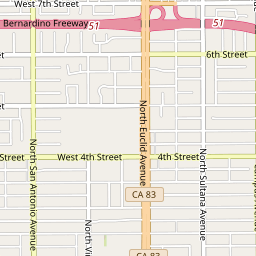 West 7th Street
51
Bernardino Freeway
51
6th Street
North Euclid Avenue
Street
West 4th Street
4th Street
North San Antonio Avenue
North Sultana Avenue
CA 83
CA 83